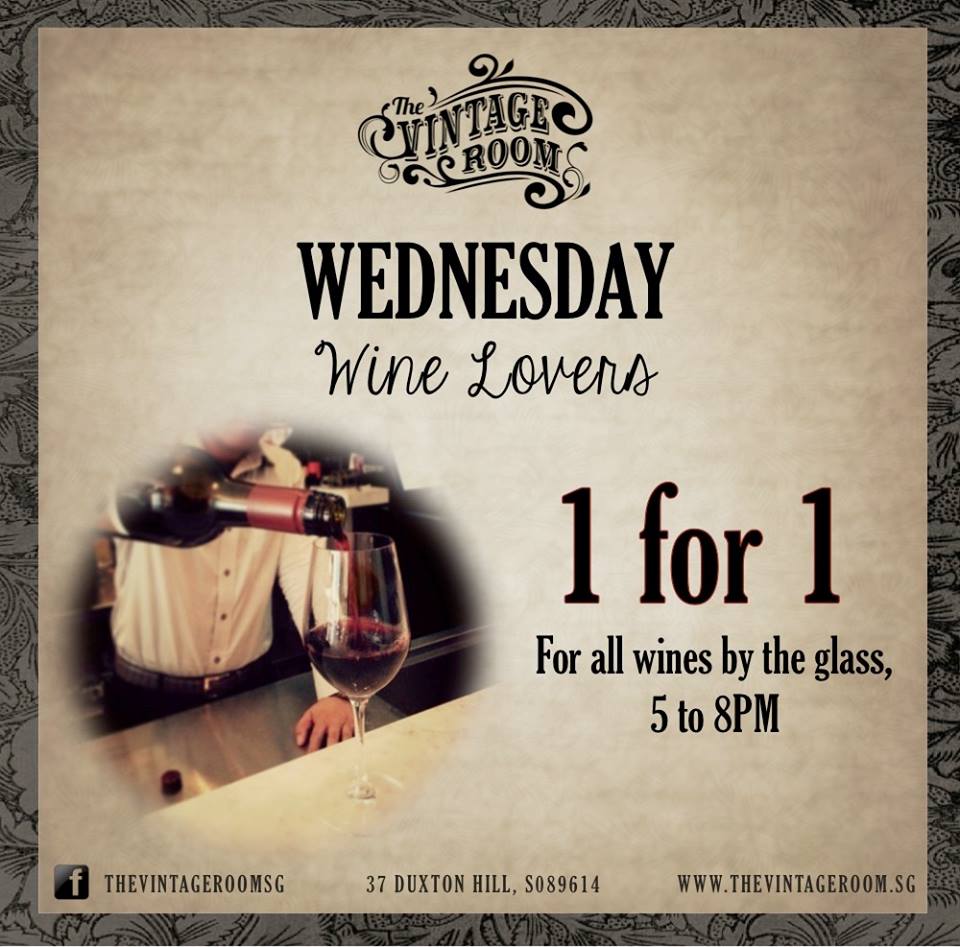 The
VINTAGE
ROOM
WEDNESDAY
Wine Lovers
1 for 1
For all wines by the glass,
5 to 8PM
f THEVINTAGEROOMSG 37 DUXTON HILL, S089614 WWW.THEVINTAGEROOM.SG